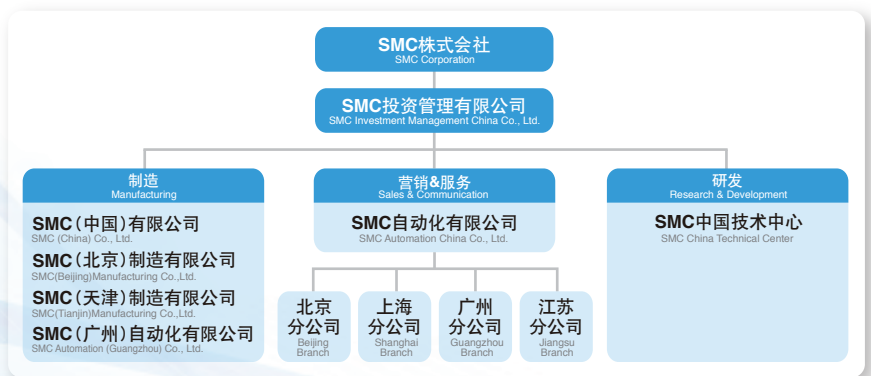 SMC株式会社
SMC Corporation
SMC投资管理有限公司
SMC Investment Management China Co., Ltd.
制造
Manufacturing
SMC（中国）有限公司
SMC (China) Co., Ltd.
SMC（北京）制造有限公司
SMC(Beijing)Manufacturing Co.,Ltd.
SMC（天津）制造有限公司
SMC(Tianjin)Manufacturing Co.,Ltd.
SMC（广州）自动化有限公司
SMC Automation (Guangzhou) Co., Ltd.
营销&服务
Sales & Communication
SMC自动化有限公司
SMC Automation China Co., Ltd.
北京
分公司
Beijing
Branch
上海
分公司
Shanghai
Branch
广州
分公司
Guangzhou
Branch
江苏
分公司
Jiangsu
Branch
研发
Research & Development
SMC中国技术中心
SMC China Technical Center